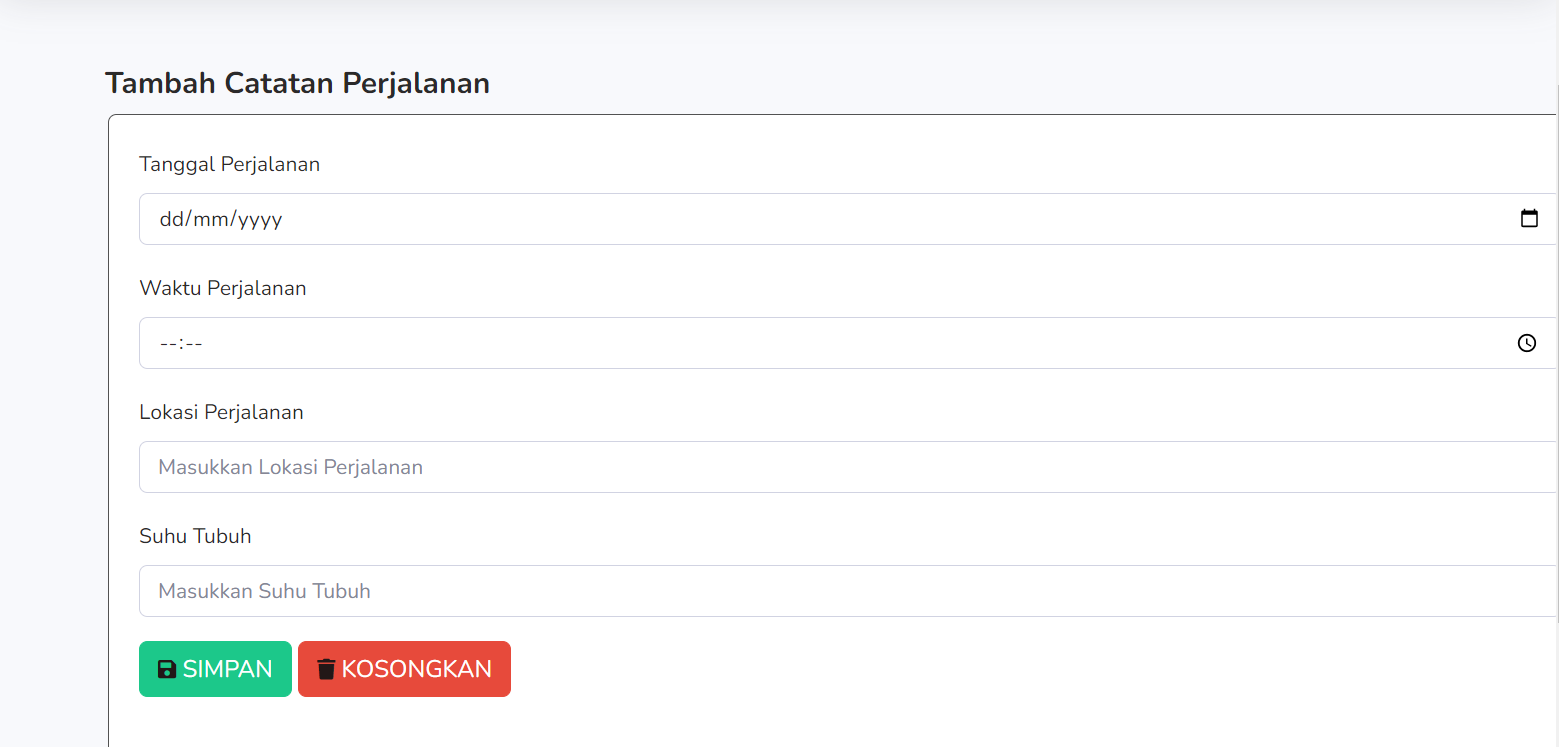 Tambah Catatan Perjalanan
Tanggal Perjalanan
dd/mm/yyyy
Waktu Perjalanan
--:--
Lokasi Perjalanan
Masukkan Lokasi Perjalanan
Suhu Tubuh
Masukkan Suhu Tubuh
SIMPAN KOSONGKAN